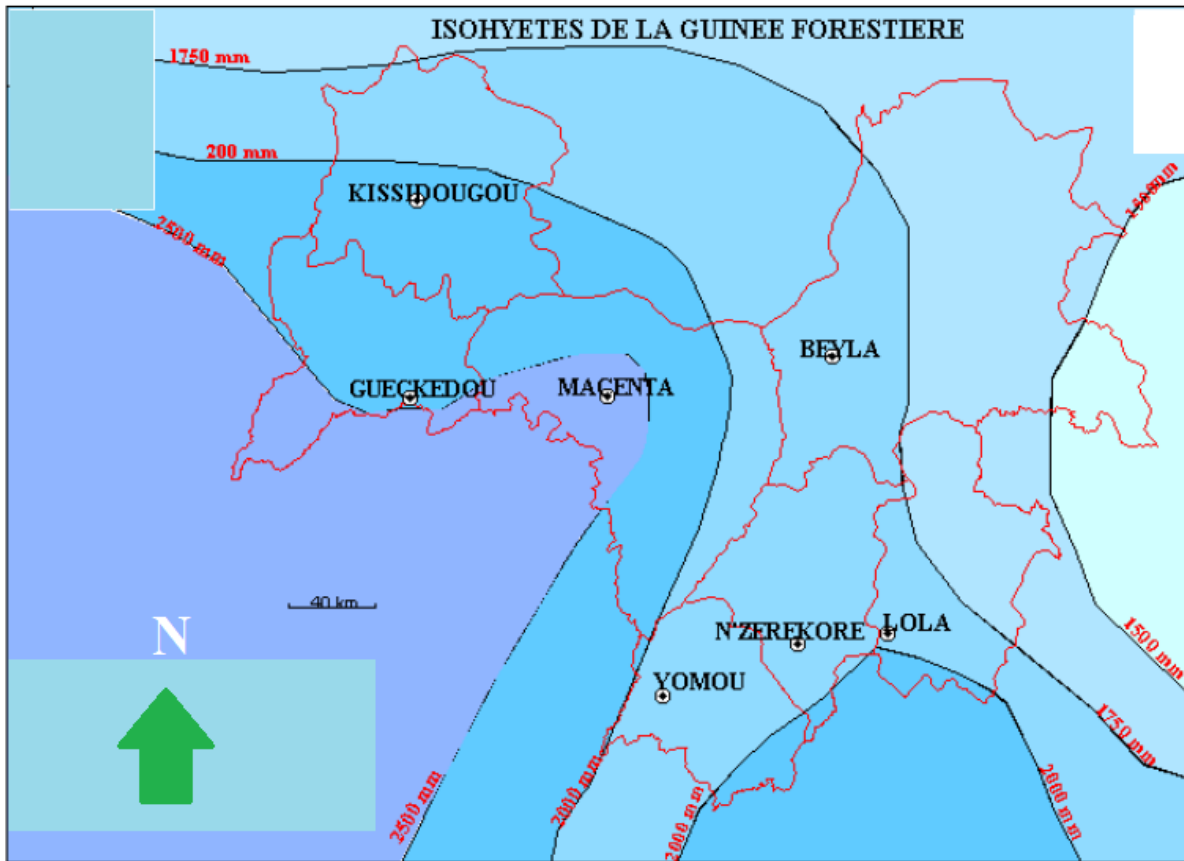 ISOHYETES DE LA GUINEE FORESTIERE
1750 mm
200 mm
KISSIDOUGOU
2500 mm
BEYLA
GUECKEDOU
MACENTA
40 km
N
N'ZEREKORE
LOLA
YOMOU
1500 mm
1750 mm
2000 mm
2000 mm
2000 mm
2500 mm